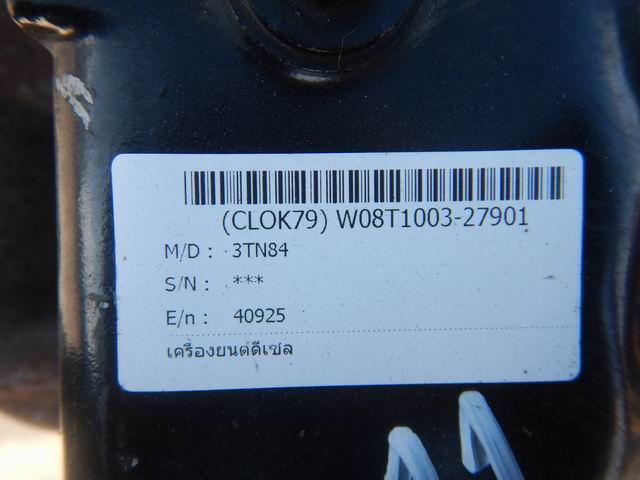 (CLOK79) W08T1003-27901
M/D : 3TN84
S/N : ***
E/n : 40925
เครื่องยนต์ดีเซล